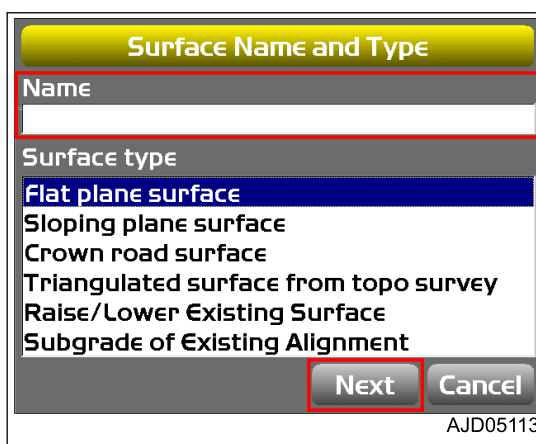 Surface Name and Type
Name
Surface type
Flat plane surface
Sloping plane surface
Crown road surface
Triangulated surface from topo survey
Raise/Lower Existing Surface
Subgrade of Existing Alignment
Next Cancel
AJD05113